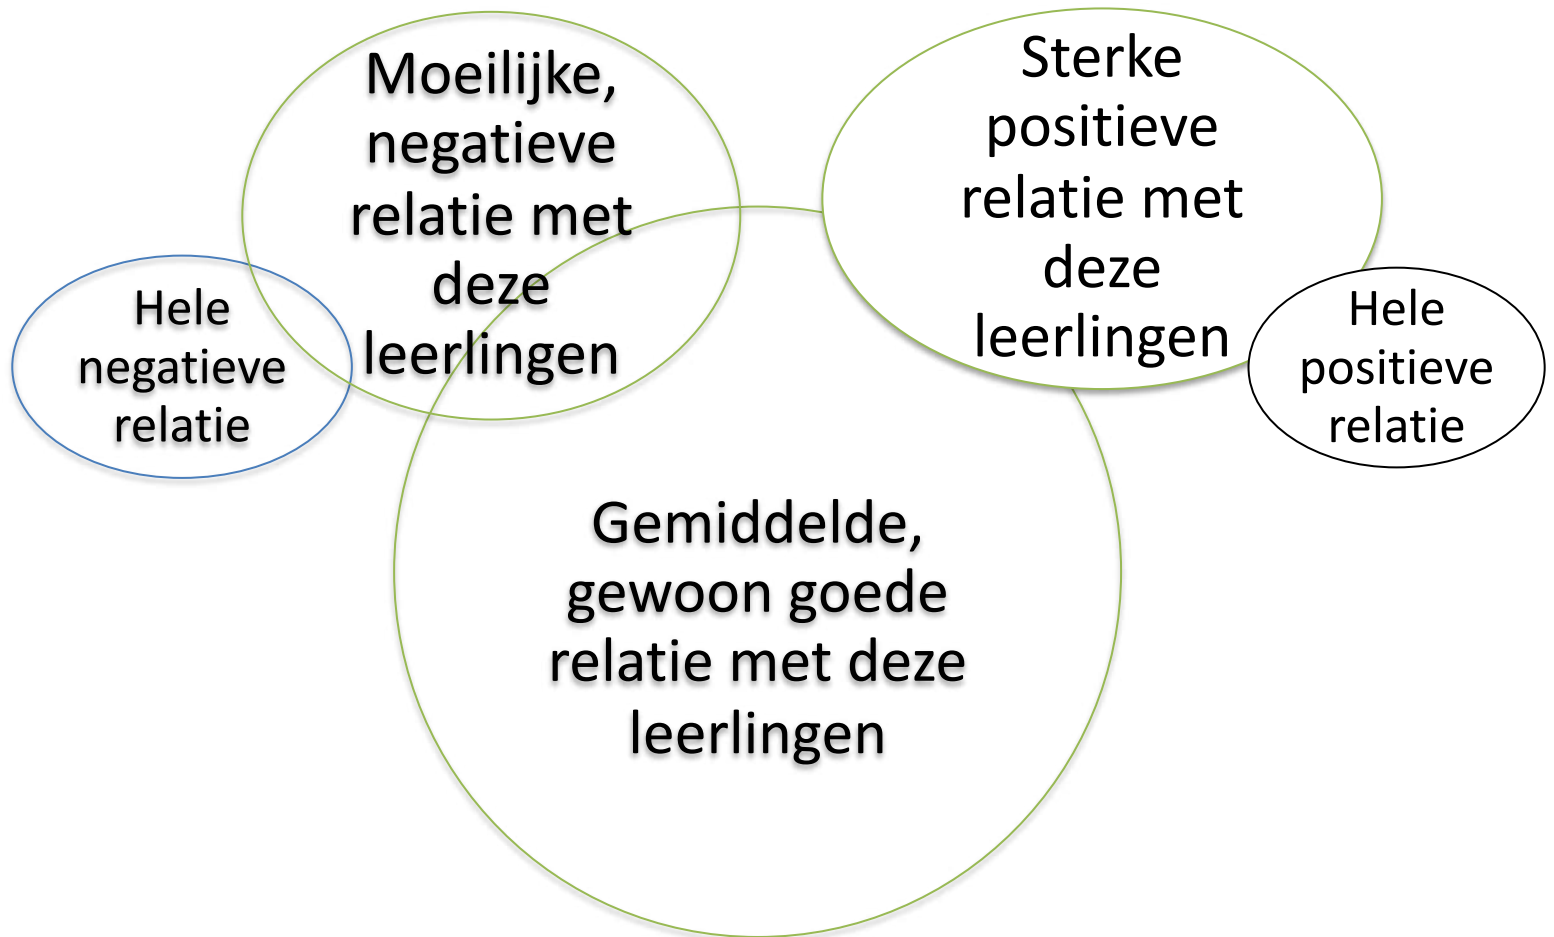 Moeilijke,
negatieve
relatie met
deze
leerlingen
Sterke
positieve
relatie met
deze
leerlingen
Hele
negatieve
relatie
Hele
positieve
relatie
Gemiddelde,
gewoon goede
relatie met deze
leerlingen